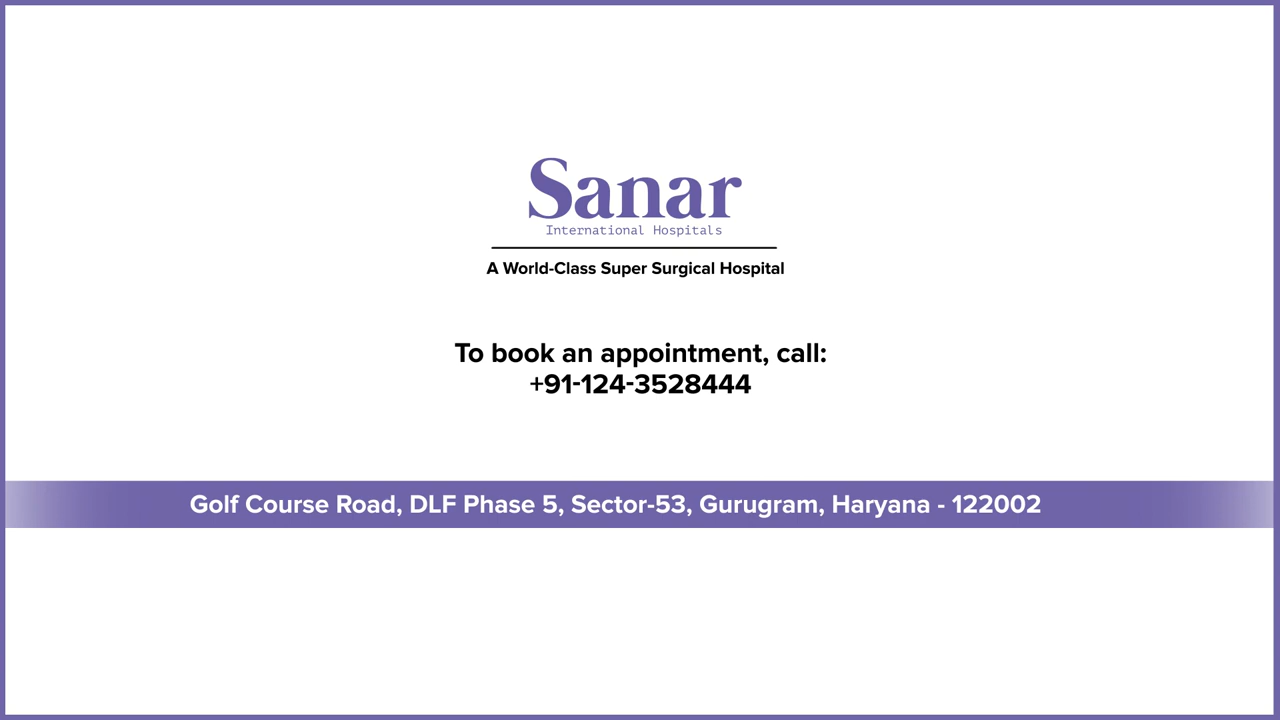 Sanar
International Hospitals
A World-Class Super Surgical Hospital
To book an appointment, call:
+91-124-3528444
Golf Course Road, DLF Phase 5, Sector-53, Gurugram, Haryana - 122002